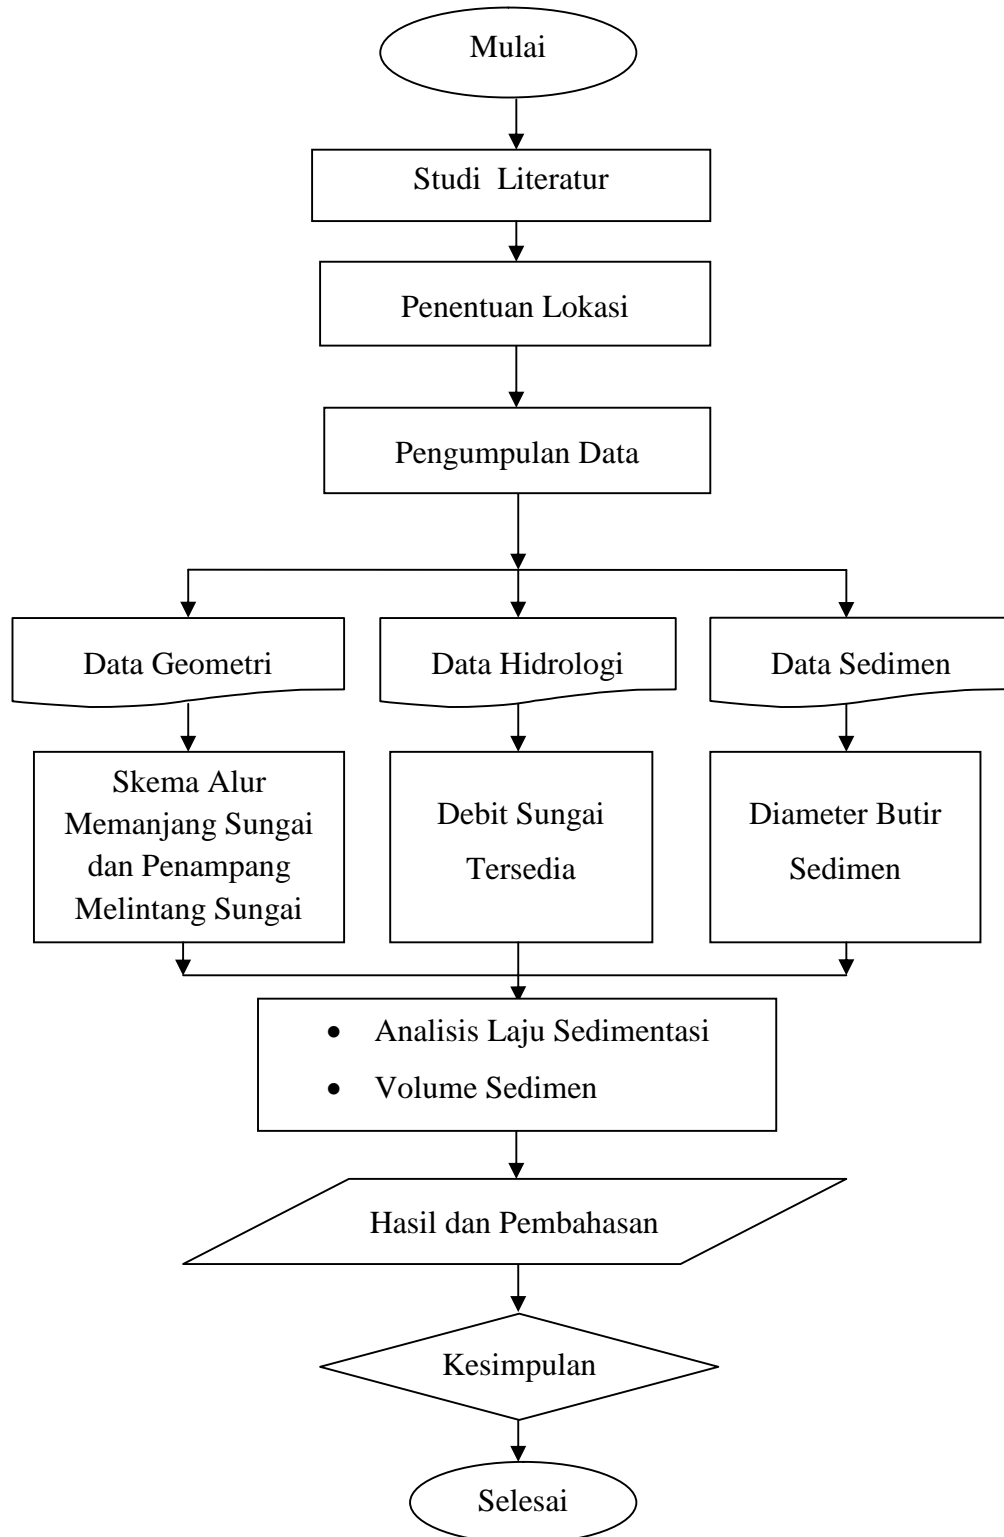 Mulai
Studi Literatur
Penentuan Lokasi
Pengumpulan Data
Data Geometri
Data Hidrologi
Data Sedimen
Skema Alur
Memanjang Sungai
dan Penampang
Melintang Sungai
Debit Sungai
Tersedia
Diameter Butir
Sedimen
• Analisis Laju Sedimentasi
• Volume Sedimen
Hasil dan Pembahasan
Kesimpulan
Selesai